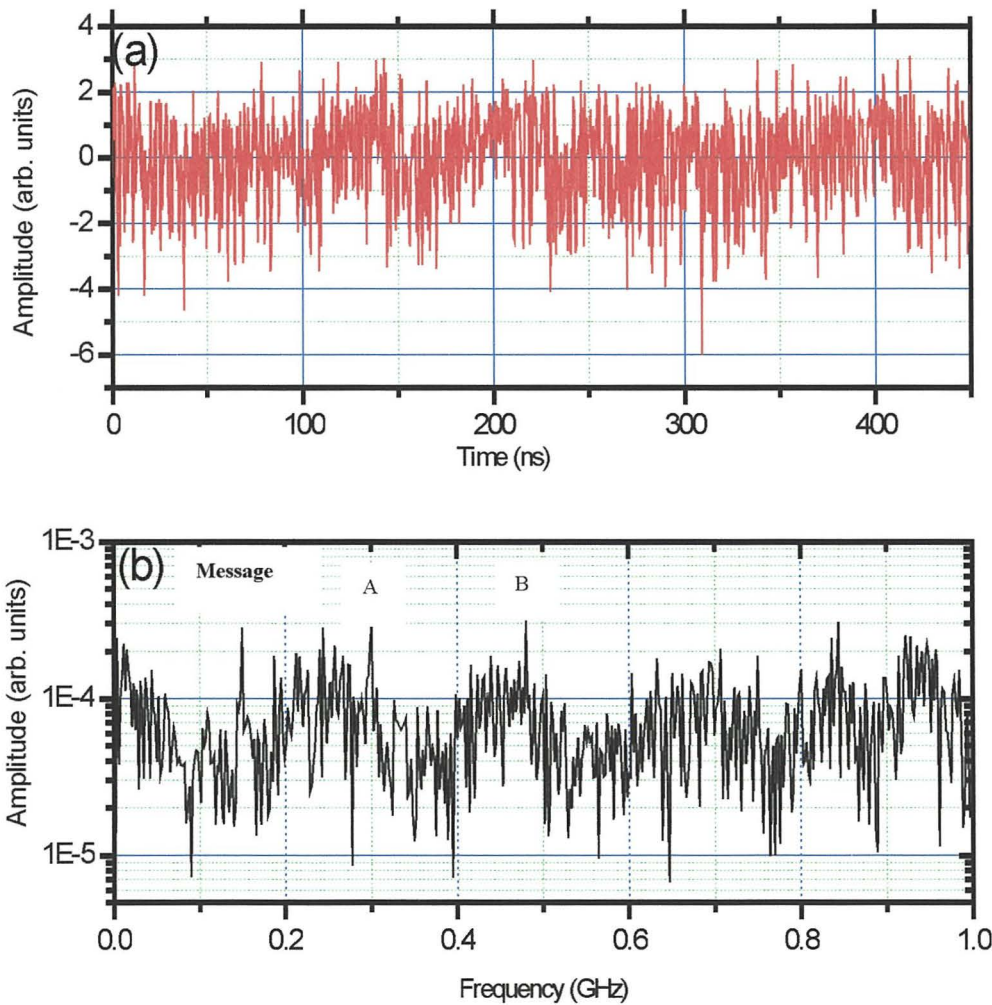 (a)
Amplitude (arb. units)
4
2
0
-2
-4
-6
0 100 200 300 400
Time (ns)
(b)
Message A B
Amplitude (arb. units)
1E-3
1E-4
1E-5
0.0 0.2 0.4 0.6 0.8 1.0
Frequency (GHz)